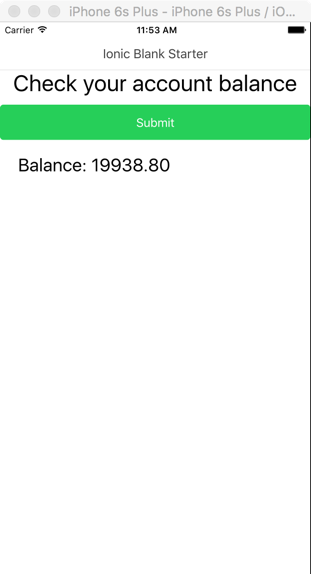 iPhone 6s Plus - iPhone 6s Plus / iO...
Carrier 11:53 AM
Ionic Blank Starter
Check your account balance
Submit
Balance: 19938.80